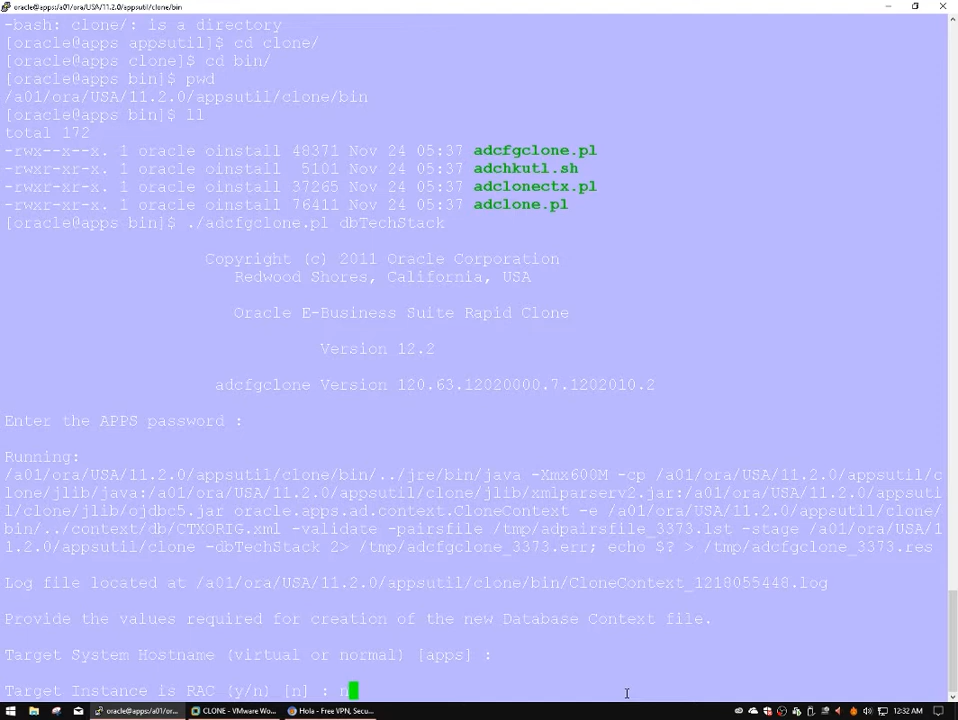 oracle@apps:/a01/ora/USA/11.2.0/appsutil/clone/bin
-bash: clone/: is a directory
[oracle@apps appsutil]$ cd clone/
[oracle@apps clone]$ cd bin/
[oracle@apps bin]$ pwd
/a01/ora/USA/11.2.0/appsutil/clone/bin
[oracle@apps bin]$ ll
total 172
-rwx--x--x. 1 oracle oinstall 48371 Nov 24 05:37 adcfgclone.pl
-rwxr-xr-x. 1 oracle oinstall  5101 Nov 24 05:37 adchkutl.sh
-rwxr-xr-x. 1 oracle oinstall 37265 Nov 24 05:37 adclonectx.pl
-rwxr-xr-x. 1 oracle oinstall 76411 Nov 24 05:37 adclone.pl
[oracle@apps bin]$ ./adcfgclone.pl dbTechStack
Copyright (c) 2011 Oracle Corporation
Redwood Shores, California, USA
Oracle E-Business Suite Rapid Clone
Version 12.2
adcfgclone Version 120.63.12020000.7.1202010.2
Enter the APPS password :
Running:
/a01/ora/USA/11.2.0/appsutil/clone/bin/../jre/bin/java -Xmx600M -cp /a01/ora/USA/11.2.0/appsutil/c
lone/jlib/java:/a01/ora/USA/11.2.0/appsutil/clone/jlib/xmlparserv2.jar:/a01/ora/USA/11.2.0/appsuti
l/clone/jlib/ojdbc5.jar oracle.apps.ad.context.CloneContext -e /a01/ora/USA/11.2.0/appsutil/clone/
bin/../context/db/CTXORIG.xml -validate -pairsfile /tmp/adpairsfile_3373.lst -stage /a01/ora/USA/1
1.2.0/appsutil/clone -dbTechStack 2> /tmp/adcfgclone_3373.err; echo $? > /tmp/adcfgclone_3373.res
Log file located at /a01/ora/USA/11.2.0/appsutil/clone/bin/CloneContext_1218055448.log
Provide the values required for creation of the new Database Context file.
Target System Hostname (virtual or normal) [apps] :
Target Instance is RAC (y/n) [n] : n
oracle@apps:/a01/or...
CLONE - VMware Wo...
Hola - Free VPN, Secu...
12:32 AM